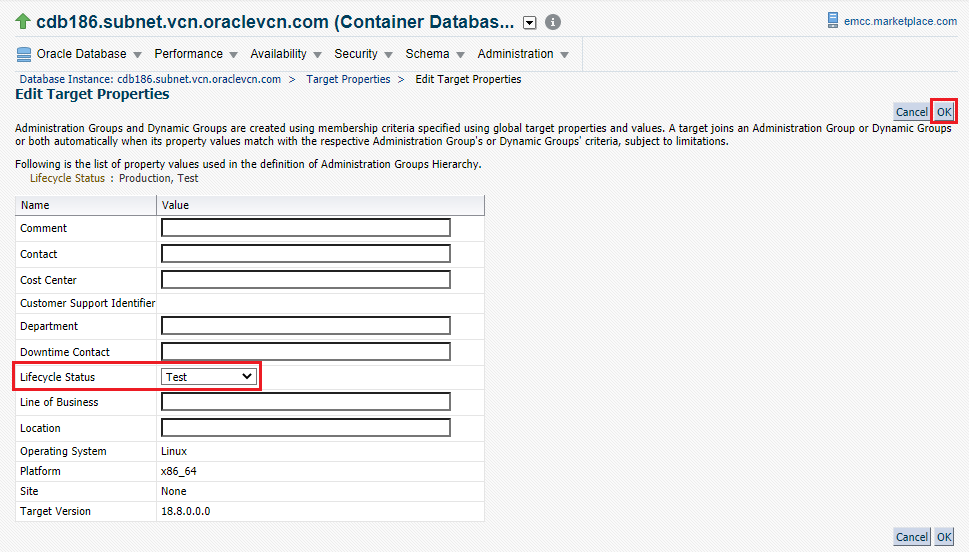 cdb186.subnet.vcn.oraclevcn.com (Container Databas... emcc.marketplace.com
Oracle Database Performance Availability Security Schema Administration
Database Instance: cdb186.subnet.vcn.oraclevcn.com > Target Properties > Edit Target Properties
Edit Target Properties
Cancel OK
Administration Groups and Dynamic Groups are created using membership criteria specified using global target properties and values. A target joins an Administration Group or Dynamic Groups
or both automatically when its property values match with the respective Administration Group's or Dynamic Groups' criteria, subject to limitations.
Following is the list of property values used in the definition of Administration Groups Hierarchy.
Lifecycle Status : Production, Test
Name Value
Comment
Contact
Cost Center
Customer Support Identifier
Department
Downtime Contact
Lifecycle Status Test
Line of Business
Location
Operating System Linux
Platform x86_64
Site None
Target Version 18.8.0.0.0
Cancel OK